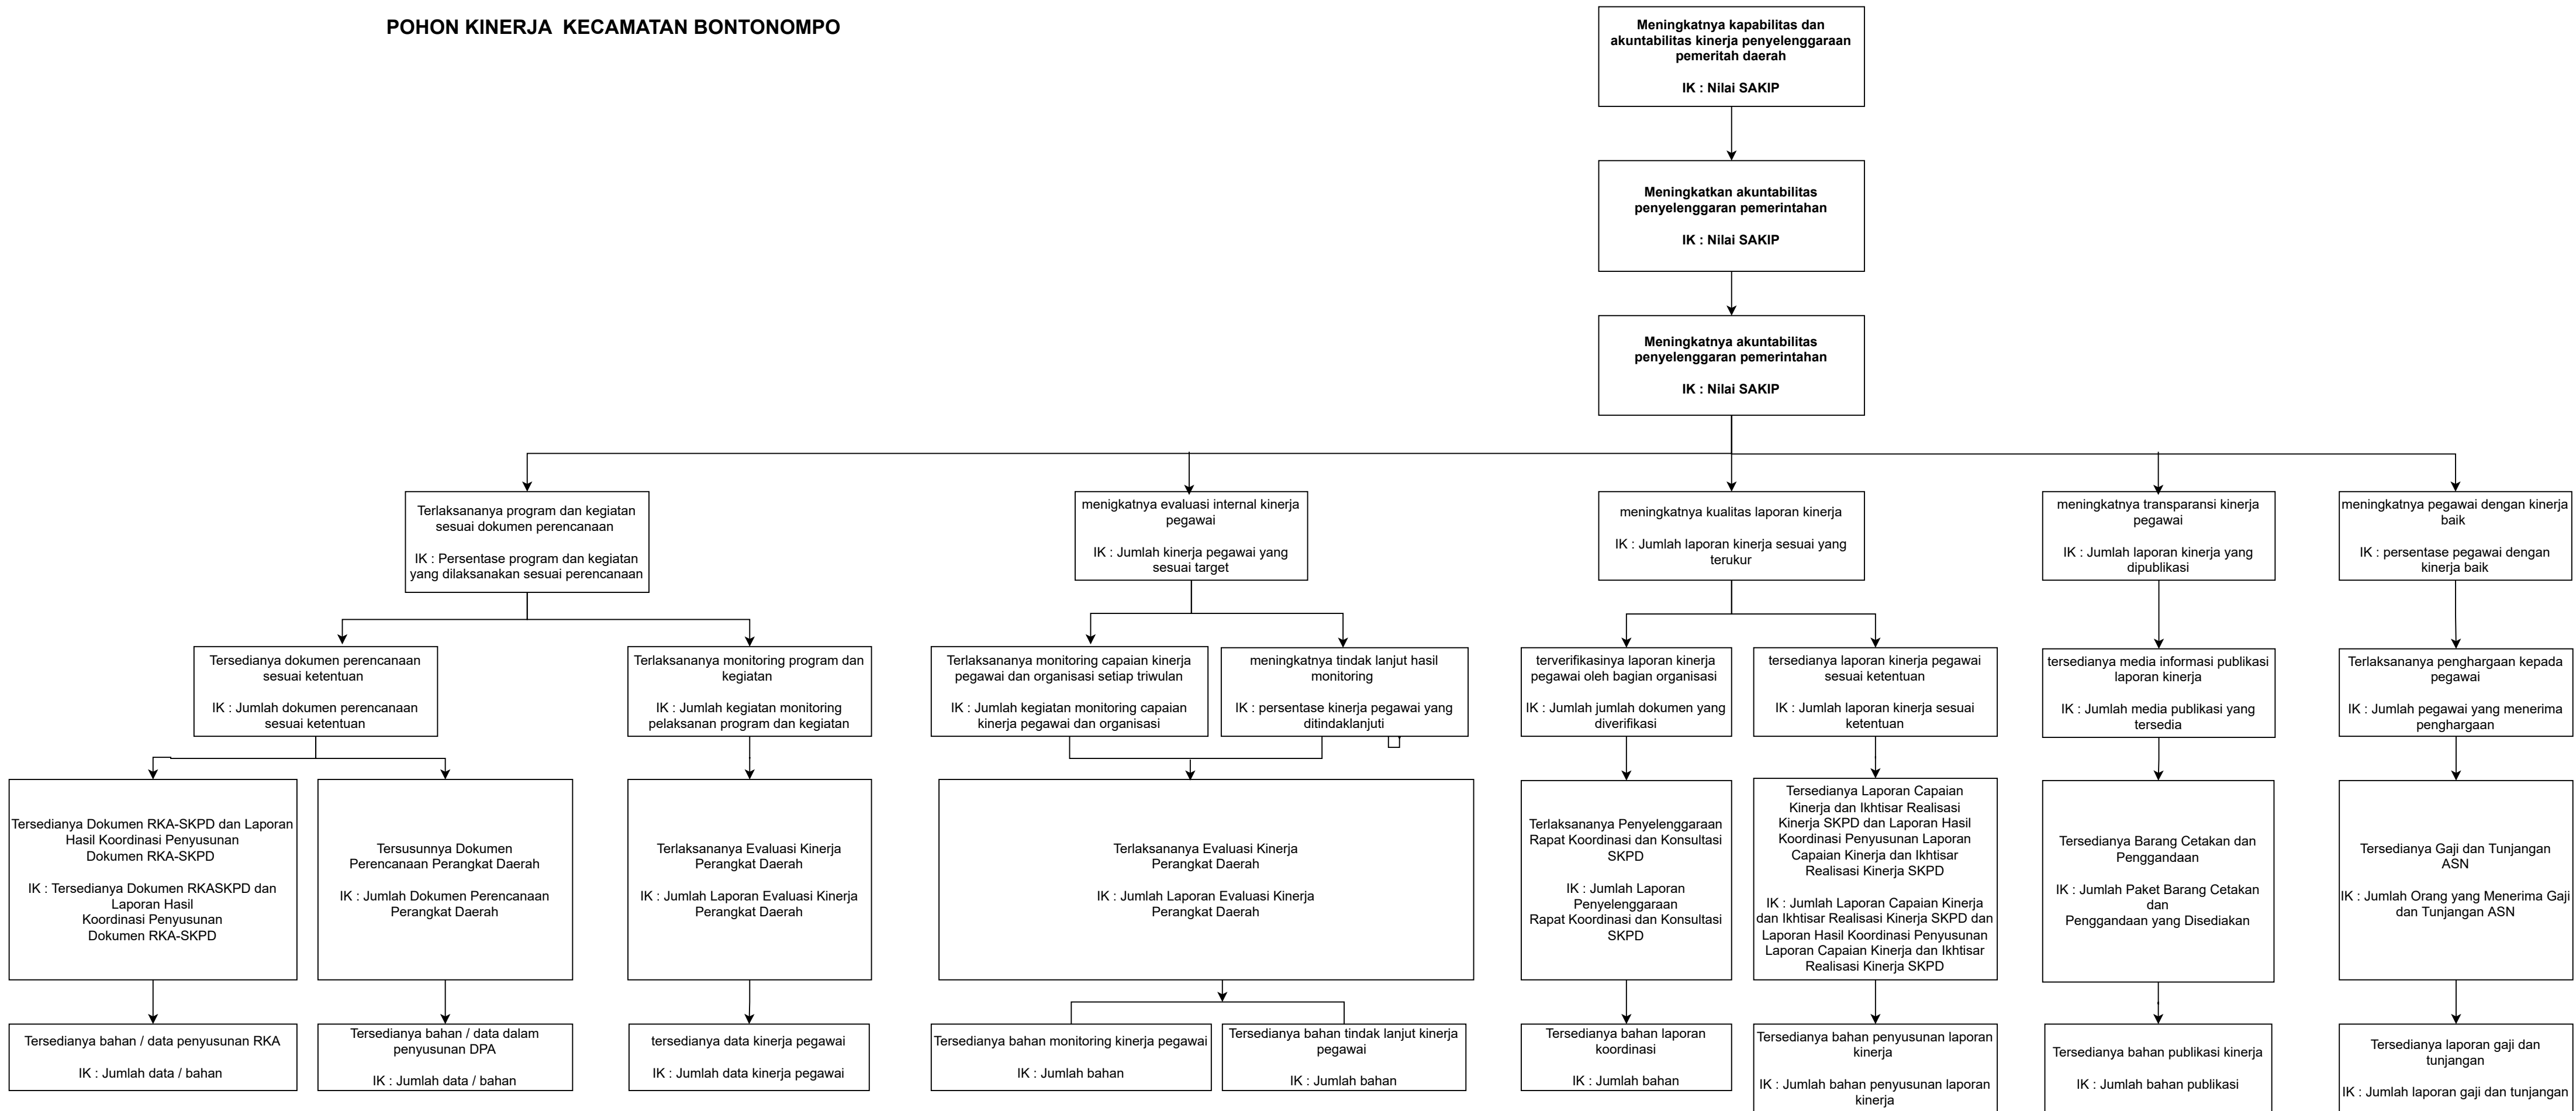 POHON KINERJA  KECAMATAN BONTONOMPO
Meningkatnya kapabilitas dan
akuntabilitas kinerja penyelenggaraan
pemeritah daerah
IK : Nilai SAKIP
Meningkatkan akuntabilitas
penyelenggaran pemerintahan
IK : Nilai SAKIP
Meningkatnya akuntabilitas
penyelenggaran pemerintahan
IK : Nilai SAKIP
Terlaksananya program dan kegiatan
sesuai dokumen perencanaan
IK : Persentase program dan kegiatan
yang dilaksanakan sesuai perencanaan
menigkatnya evaluasi internal kinerja
pegawai
IK : Jumlah kinerja pegawai yang
sesuai target
meningkatnya kualitas laporan kinerja
IK : Jumlah laporan kinerja sesuai yang
terukur
meningkatnya transparansi kinerja
pegawai
IK : Jumlah laporan kinerja yang
dipublikasi
meningkatnya pegawai dengan kinerja
baik
IK : persentase pegawai dengan
kinerja baik
Tersedianya dokumen perencanaan
sesuai ketentuan
IK : Jumlah dokumen perencanaan
sesuai ketentuan
Terlaksananya monitoring program dan
kegiatan
IK : Jumlah kegiatan monitoring
pelaksanan program dan kegiatan
Terlaksananya monitoring capaian kinerja
pegawai dan organisasi setiap triwulan
IK : Jumlah kegiatan monitoring capaian
kinerja pegawai dan organisasi
meningkatnya tindak lanjut hasil
monitoring
IK : persentase kinerja pegawai yang
ditindaklanjuti
terverifikasinya laporan kinerja
pegawai oleh bagian organisasi
IK : Jumlah jumlah dokumen yang
diverifikasi
tersedianya laporan kinerja pegawai
sesuai ketentuan
IK : Jumlah laporan kinerja sesuai
ketentuan
tersedianya media informasi publikasi
laporan kinerja
IK : Jumlah media publikasi yang
tersedia
Terlaksananya penghargaan kepada
pegawai
IK : Jumlah pegawai yang menerima
penghargaan
Tersedianya Dokumen RKA-SKPD dan Laporan
Hasil Koordinasi Penyusunan
Dokumen RKA-SKPD
IK : Tersedianya Dokumen RKASKPD dan
Laporan Hasil
Koordinasi Penyusunan
Dokumen RKA-SKPD
Tersusunnya Dokumen
Perencanaan Perangkat Daerah
IK : Jumlah Dokumen Perencanaan
Perangkat Daerah
Terlaksananya Evaluasi Kinerja
Perangkat Daerah
IK : Jumlah Laporan Evaluasi Kinerja
Perangkat Daerah
Terlaksananya Evaluasi Kinerja
Perangkat Daerah
IK : Jumlah Laporan Evaluasi Kinerja
Perangkat Daerah
Terlaksananya Penyelenggaraan
Rapat Koordinasi dan Konsultasi
SKPD
IK : Jumlah Laporan
Penyelenggaraan
Rapat Koordinasi dan Konsultasi
SKPD
Tersedianya Laporan Capaian
Kinerja dan Ikhtisar Realisasi
Kinerja SKPD dan Laporan Hasil
Koordinasi Penyusunan Laporan
Capaian Kinerja dan Ikhtisar
Realisasi Kinerja SKPD
IK : Jumlah Laporan Capaian Kinerja
dan Ikhtisar Realisasi Kinerja SKPD dan
Laporan Hasil Koordinasi Penyusunan
Laporan Capaian Kinerja dan Ikhtisar
Realisasi Kinerja SKPD
Tersedianya Barang Cetakan dan
Penggandaan
IK : Jumlah Paket Barang Cetakan
dan
Penggandaan yang Disediakan
Tersedianya Gaji dan Tunjangan
ASN
IK : Jumlah Orang yang Menerima Gaji
dan Tunjangan ASN
Tersedianya bahan / data penyusunan RKA
IK : Jumlah data / bahan
Tersedianya bahan / data dalam
penyusunan DPA
IK : Jumlah data / bahan
tersedianya data kinerja pegawai
IK : Jumlah data kinerja pegawai
Tersedianya bahan monitoring kinerja pegawai
IK : Jumlah bahan
Tersedianya bahan tindak lanjut kinerja
pegawai
IK : Jumlah bahan
Tersedianya bahan laporan
koordinasi
IK : Jumlah bahan
Tersedianya bahan penyusunan laporan
kinerja
IK : Jumlah bahan penyusunan laporan
kinerja
Tersedianya bahan publikasi kinerja
IK : Jumlah bahan publikasi
Tersedianya laporan gaji dan
tunjangan
IK : Jumlah laporan gaji dan tunjangan